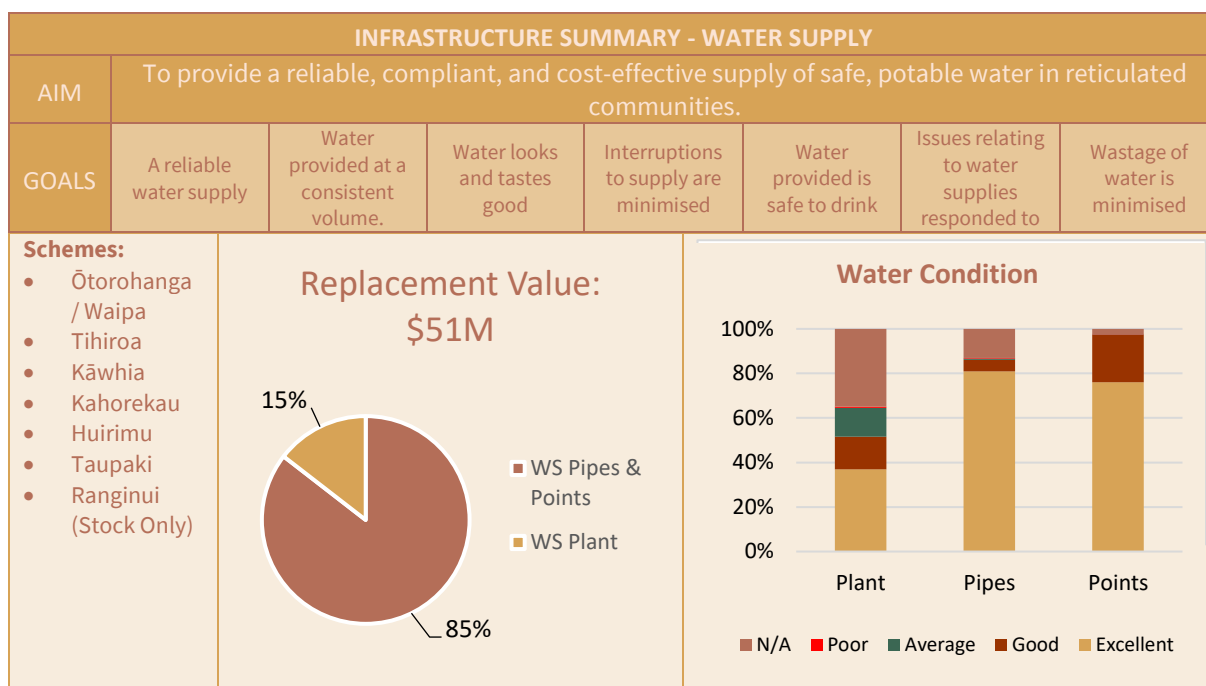 INFRASTRUCTURE SUMMARY - WATER SUPPLY
AIM
To provide a reliable, compliant, and cost-effective supply of safe, potable water in reticulated
communities.
GOALS
A reliable
water supply
Water
provided at a
consistent
volume.
Water looks
and tastes
good
Interruptions
to supply are
minimised
Water
provided is
safe to drink
Issues relating
to water
supplies
responded to
Wastage of
water is
minimised
Schemes:
• Ōtorohanga
/ Waipa
• Tihiroa
• Kāwhia
• Kahorekau
• Huirimu
• Taupaki
• Ranginui
(Stock Only)
Replacement Value:
$51M
15%
85%
WS Pipes &
Points
WS Plant
Water Condition
100%
80%
60%
40%
20%
0%
Plant Pipes Points
N/A Poor Average Good Excellent